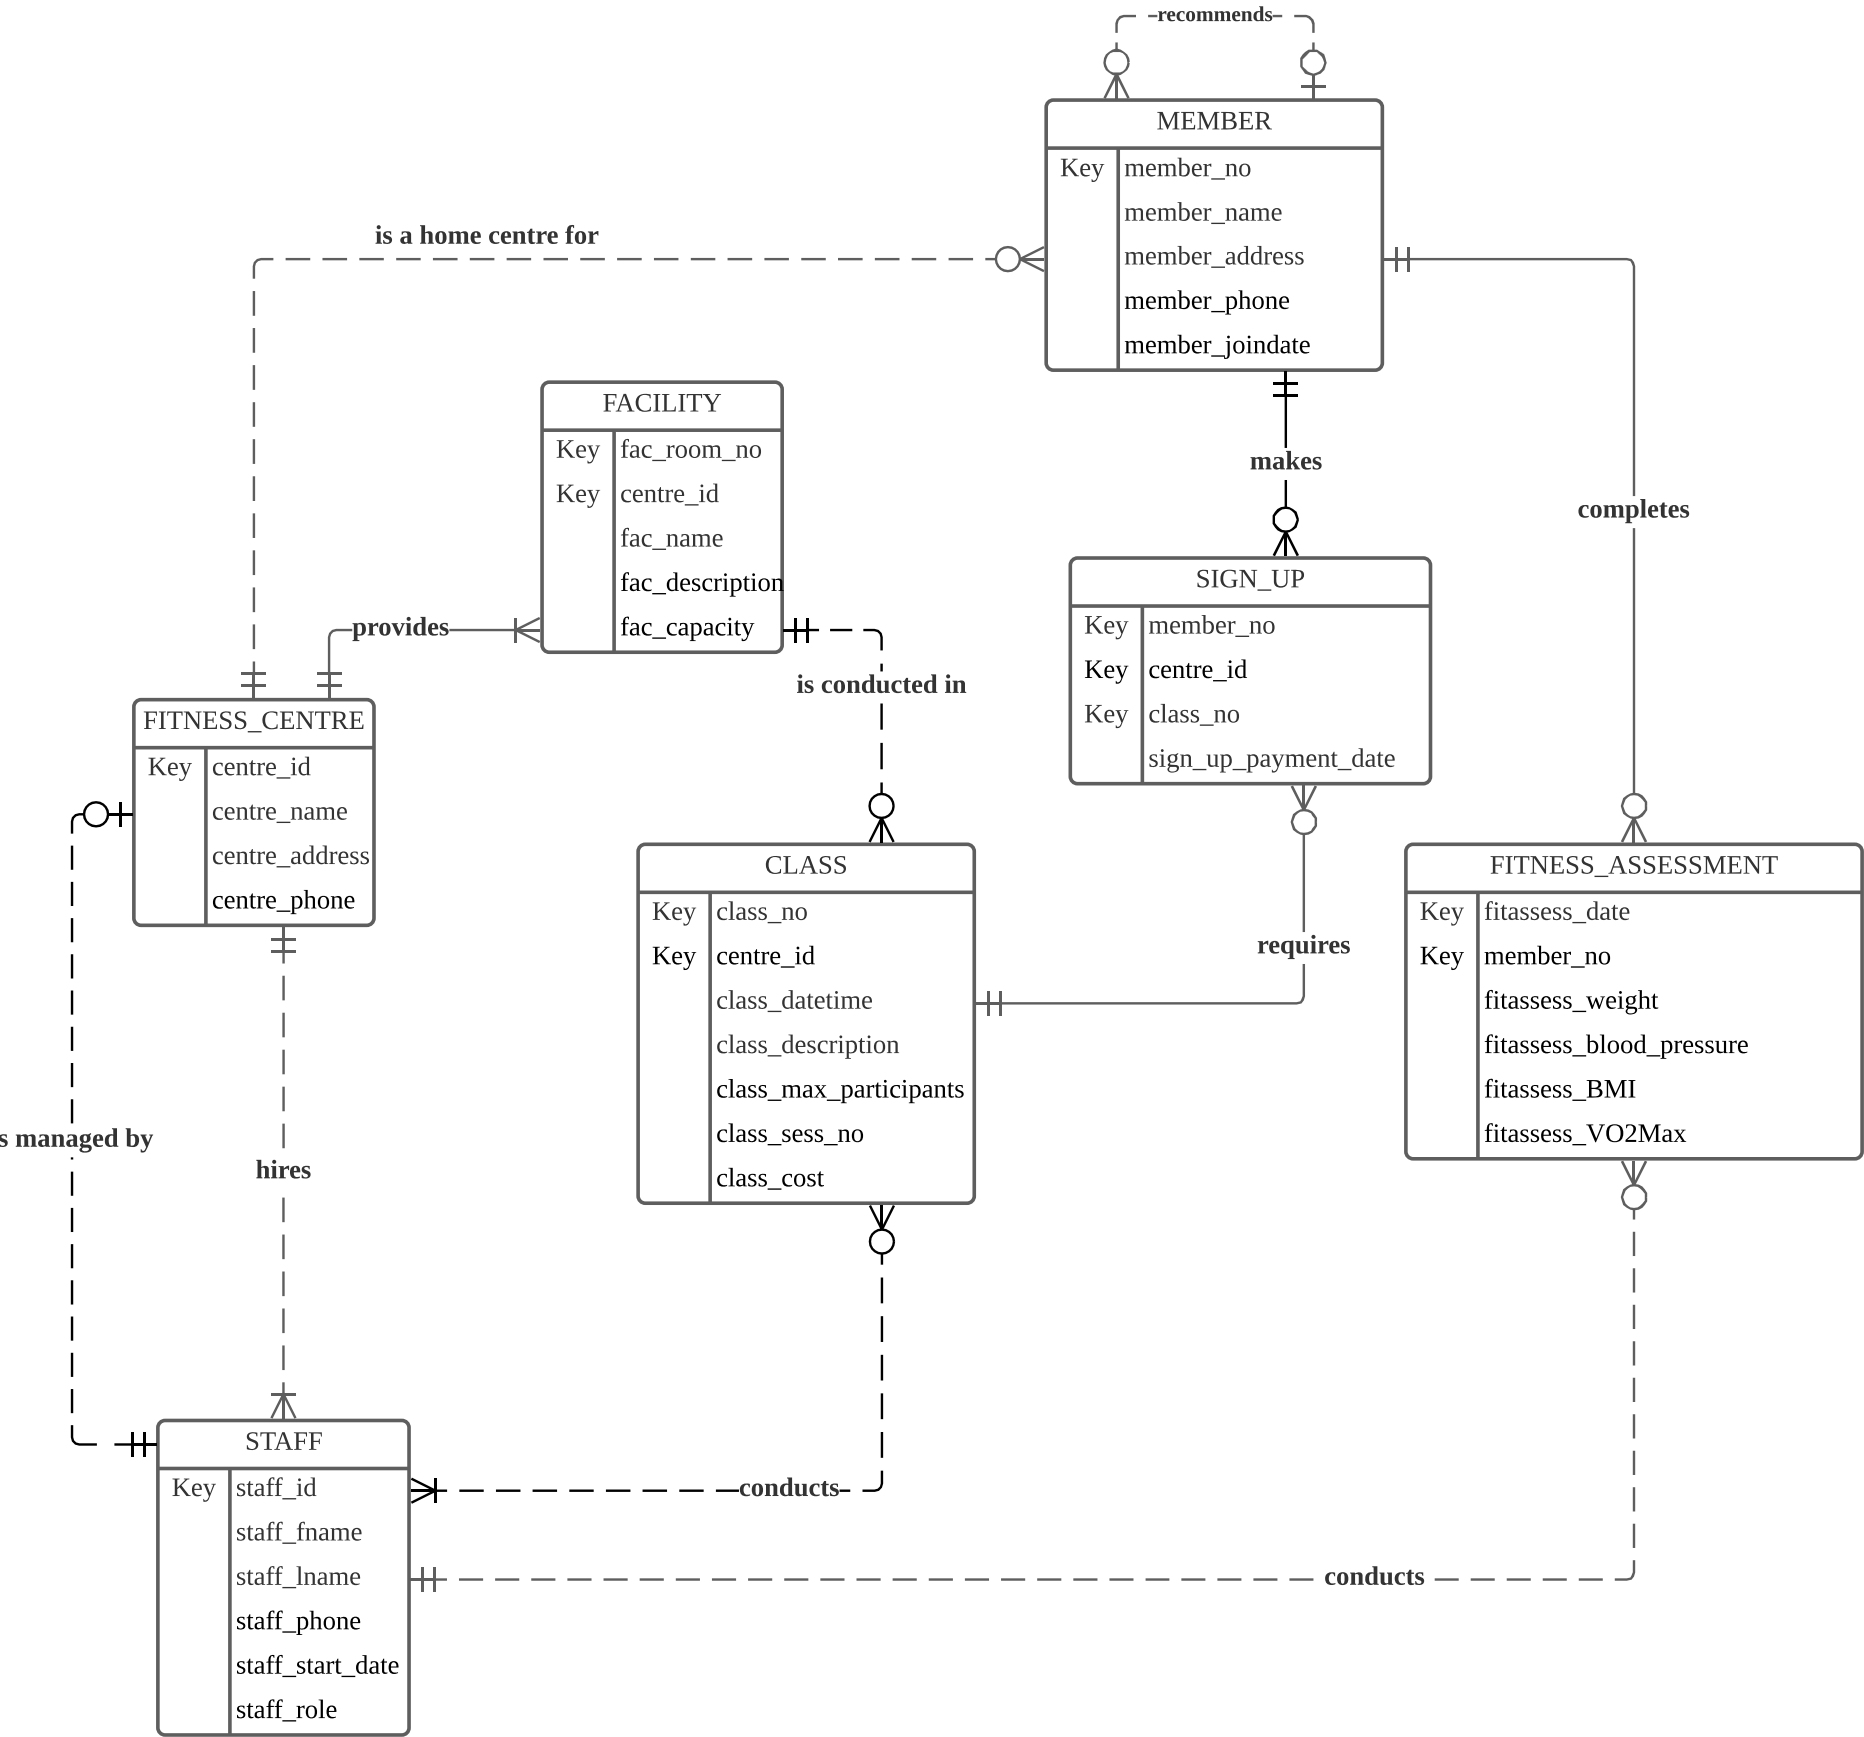 recommends
MEMBER
Key member_no
member_name
member_address
member_phone
member_joindate
is a home centre for
FACILITY
Key fac_room_no
Key centre_id
fac_name
fac_description
fac_capacity
makes
completes
provides
is conducted in
SIGN_UP
Key member_no
Key centre_id
Key class_no
sign_up_payment_date
FITNESS_CENTRE
Key centre_id
centre_name
centre_address
centre_phone
CLASS
Key class_no
Key centre_id
class_datetime
class_description
class_max_participants
class_sess_no
class_cost
requires
FITNESS_ASSESSMENT
Key fitassess_date
Key member_no
fitassess_weight
fitassess_blood_pressure
fitassess_BMI
fitassess_VO2Max
s managed by
hires
STAFF
Key staff_id
staff_fname
staff_lname
staff_phone
staff_start_date
staff_role
conducts
conducts